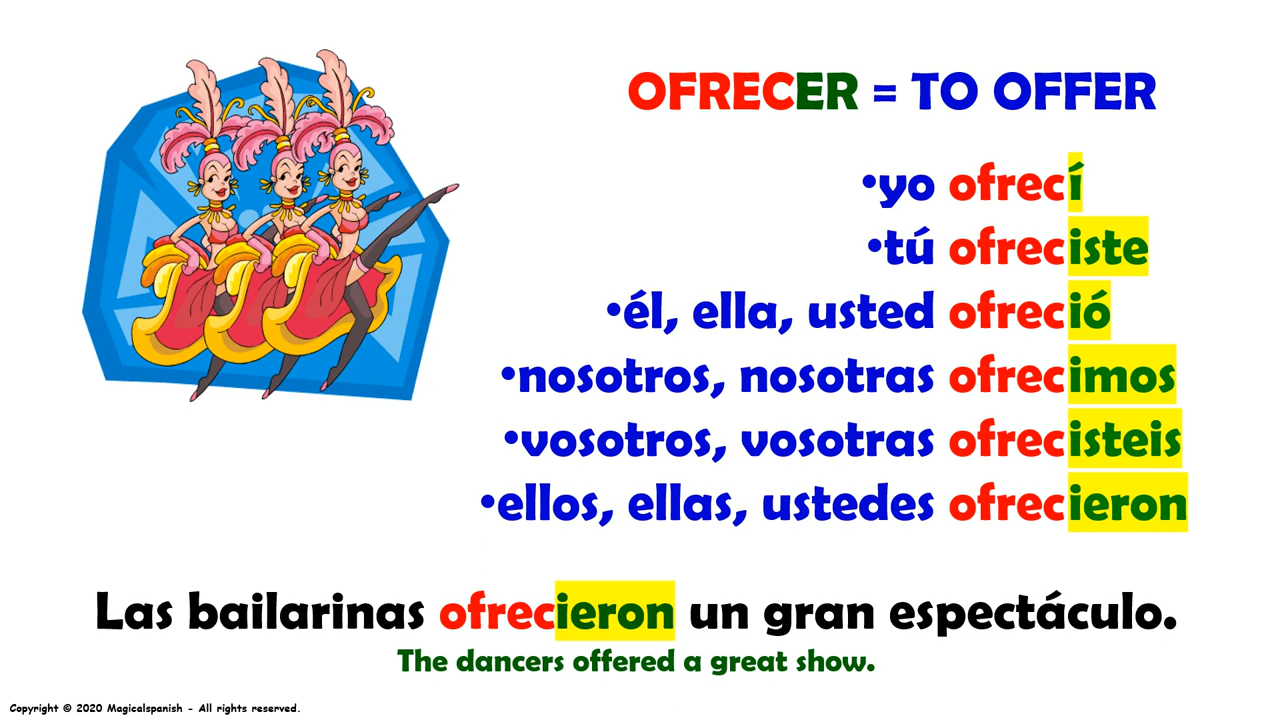 OFRECER = TO OFFER
•yo ofrecí
•tú ofreciste
•él, ella, usted ofreció
•nosotros, nosotras ofrecimos
•vosotros, vosotras ofrecisteis
•ellos, ellas, ustedes ofrecieron
Las bailarinas ofrecieron un gran espectáculo.
The dancers offered a great show.
Copyright © 2020 Magicalspanish - All rights reserved.